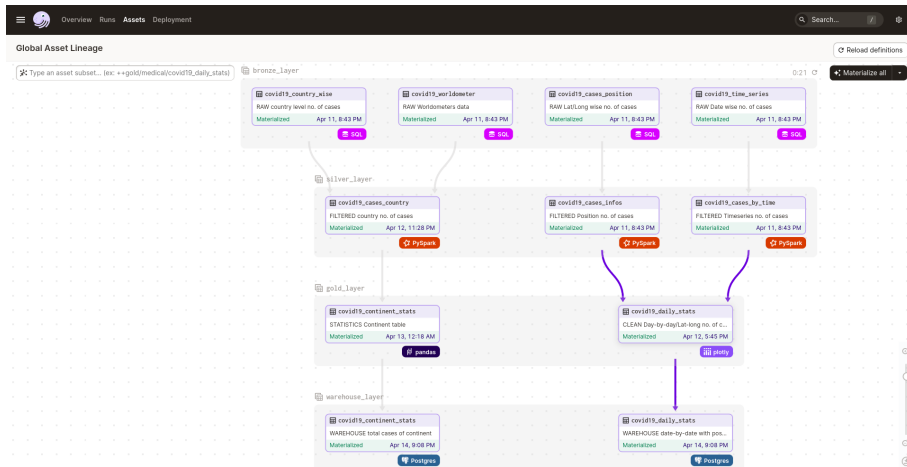 Overview Runs Assets Deployment
Search... /
Global Asset Lineage
Reload definitions
Type an asset subset... (ex: ++gold/medical/covid19_daily_stats)
bronze_layer
0:21
Materialize all
covid19_country_wise
RAW country level no. of cases
Materialized Apr 11, 8:43 PM
SQL
covid19_worldometer
RAW Worldometers data
Materialized Apr 11, 8:43 PM
SQL
covid19_cases_position
RAW Lat/Long wise no. of cases
Materialized Apr 11, 8:43 PM
SQL
covid19_time_series
RAW Date wise no. of cases
Materialized Apr 11, 8:43 PM
SQL
silver_layer
covid19_cases_country
FILTERED country no. of cases
Materialized Apr 12, 11:28 PM
PySpark
covid19_cases_infos
FILTERED Position no. of cases
Materialized Apr 11, 8:43 PM
PySpark
covid19_cases_by_time
FILTERED Timeseries no. of cases
Materialized Apr 11, 8:43 PM
PySpark
gold_layer
covid19_continent_stats
STATISTICS Continent table
Materialized Apr 13, 12:18 AM
pandas
covid19_daily_stats
CLEAN Day-by-day/Lat-long no. of c...
Materialized Apr 12, 5:45 PM
plotly
warehouse_layer
covid19_continent_stats
WAREHOUSE total cases of continent
Materialized Apr 14, 9:08 PM
Postgres
covid19_daily_stats
WAREHOUSE date-by-date with pos...
Materialized Apr 14, 9:08 PM
Postgres